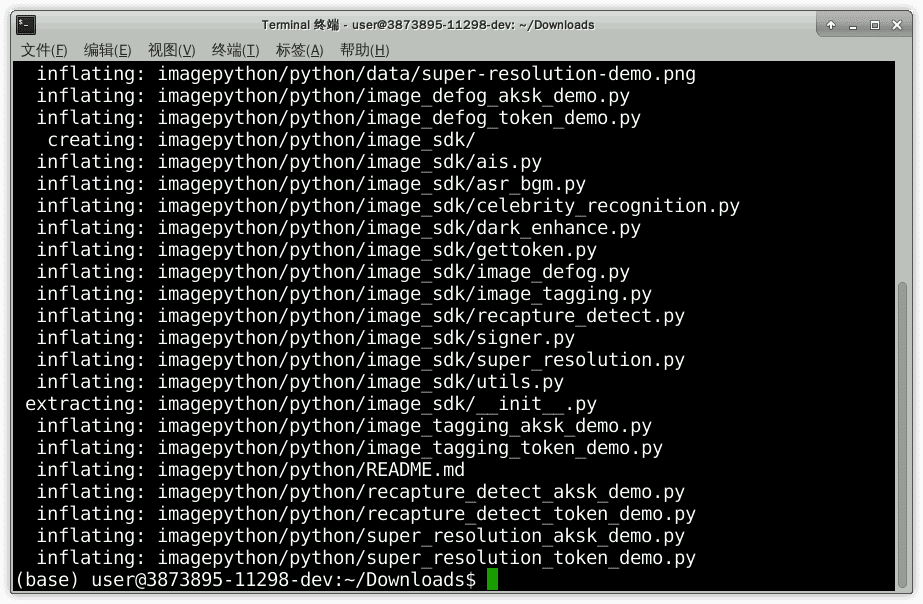 Terminal 终端 - user@3873895-11298-dev: ~/Downloads
文件(F) 编辑(E) 视图(V) 终端(T) 标签(A) 帮助(H)
inflating: imagepython/python/data/super-resolution-demo.png
inflating: imagepython/python/image_defog_aksk_demo.py
inflating: imagepython/python/image_defog_token_demo.py
creating: imagepython/python/image_sdk/
inflating: imagepython/python/image_sdk/ais.py
inflating: imagepython/python/image_sdk/asr_bgm.py
inflating: imagepython/python/image_sdk/celebrity_recognition.py
inflating: imagepython/python/image_sdk/dark_enhance.py
inflating: imagepython/python/image_sdk/gettoken.py
inflating: imagepython/python/image_sdk/image_defog.py
inflating: imagepython/python/image_sdk/image_tagging.py
inflating: imagepython/python/image_sdk/recapture_detect.py
inflating: imagepython/python/image_sdk/signer.py
inflating: imagepython/python/image_sdk/super_resolution.py
inflating: imagepython/python/image_sdk/utils.py
extracting: imagepython/python/image_sdk/__init__.py
inflating: imagepython/python/image_tagging_aksk_demo.py
inflating: imagepython/python/image_tagging_token_demo.py
inflating: imagepython/python/README.md
inflating: imagepython/python/recapture_detect_aksk_demo.py
inflating: imagepython/python/recapture_detect_token_demo.py
inflating: imagepython/python/super_resolution_aksk_demo.py
inflating: imagepython/python/super_resolution_token_demo.py
(base) user@3873895-11298-dev:~/Downloads$